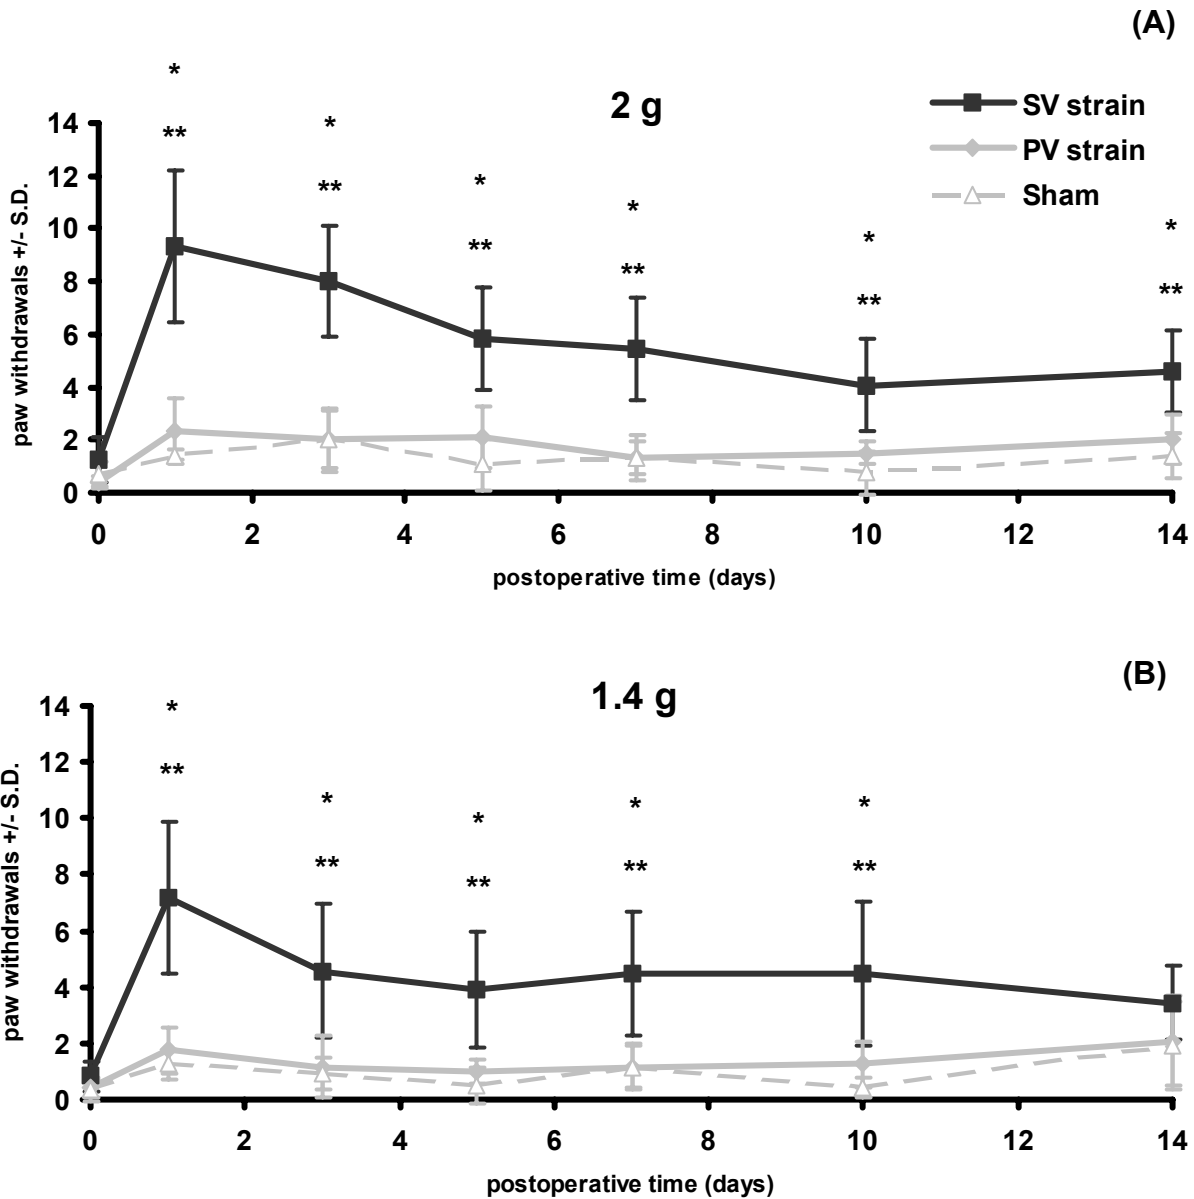 (A)
2 g
SV strain
PV strain
Sham
* * * * * *
** ** ** ** ** **
paw withdrawals +/- S.D.
14
12
10
8
6
4
2
0
0 2 4 6 8 10 12 14
postoperative time (days)
(B)
1.4 g
* * * * *
** ** ** ** **
paw withdrawals +/- S.D.
14
12
10
8
6
4
2
0
0 2 4 6 8 10 12 14
postoperative time (days)